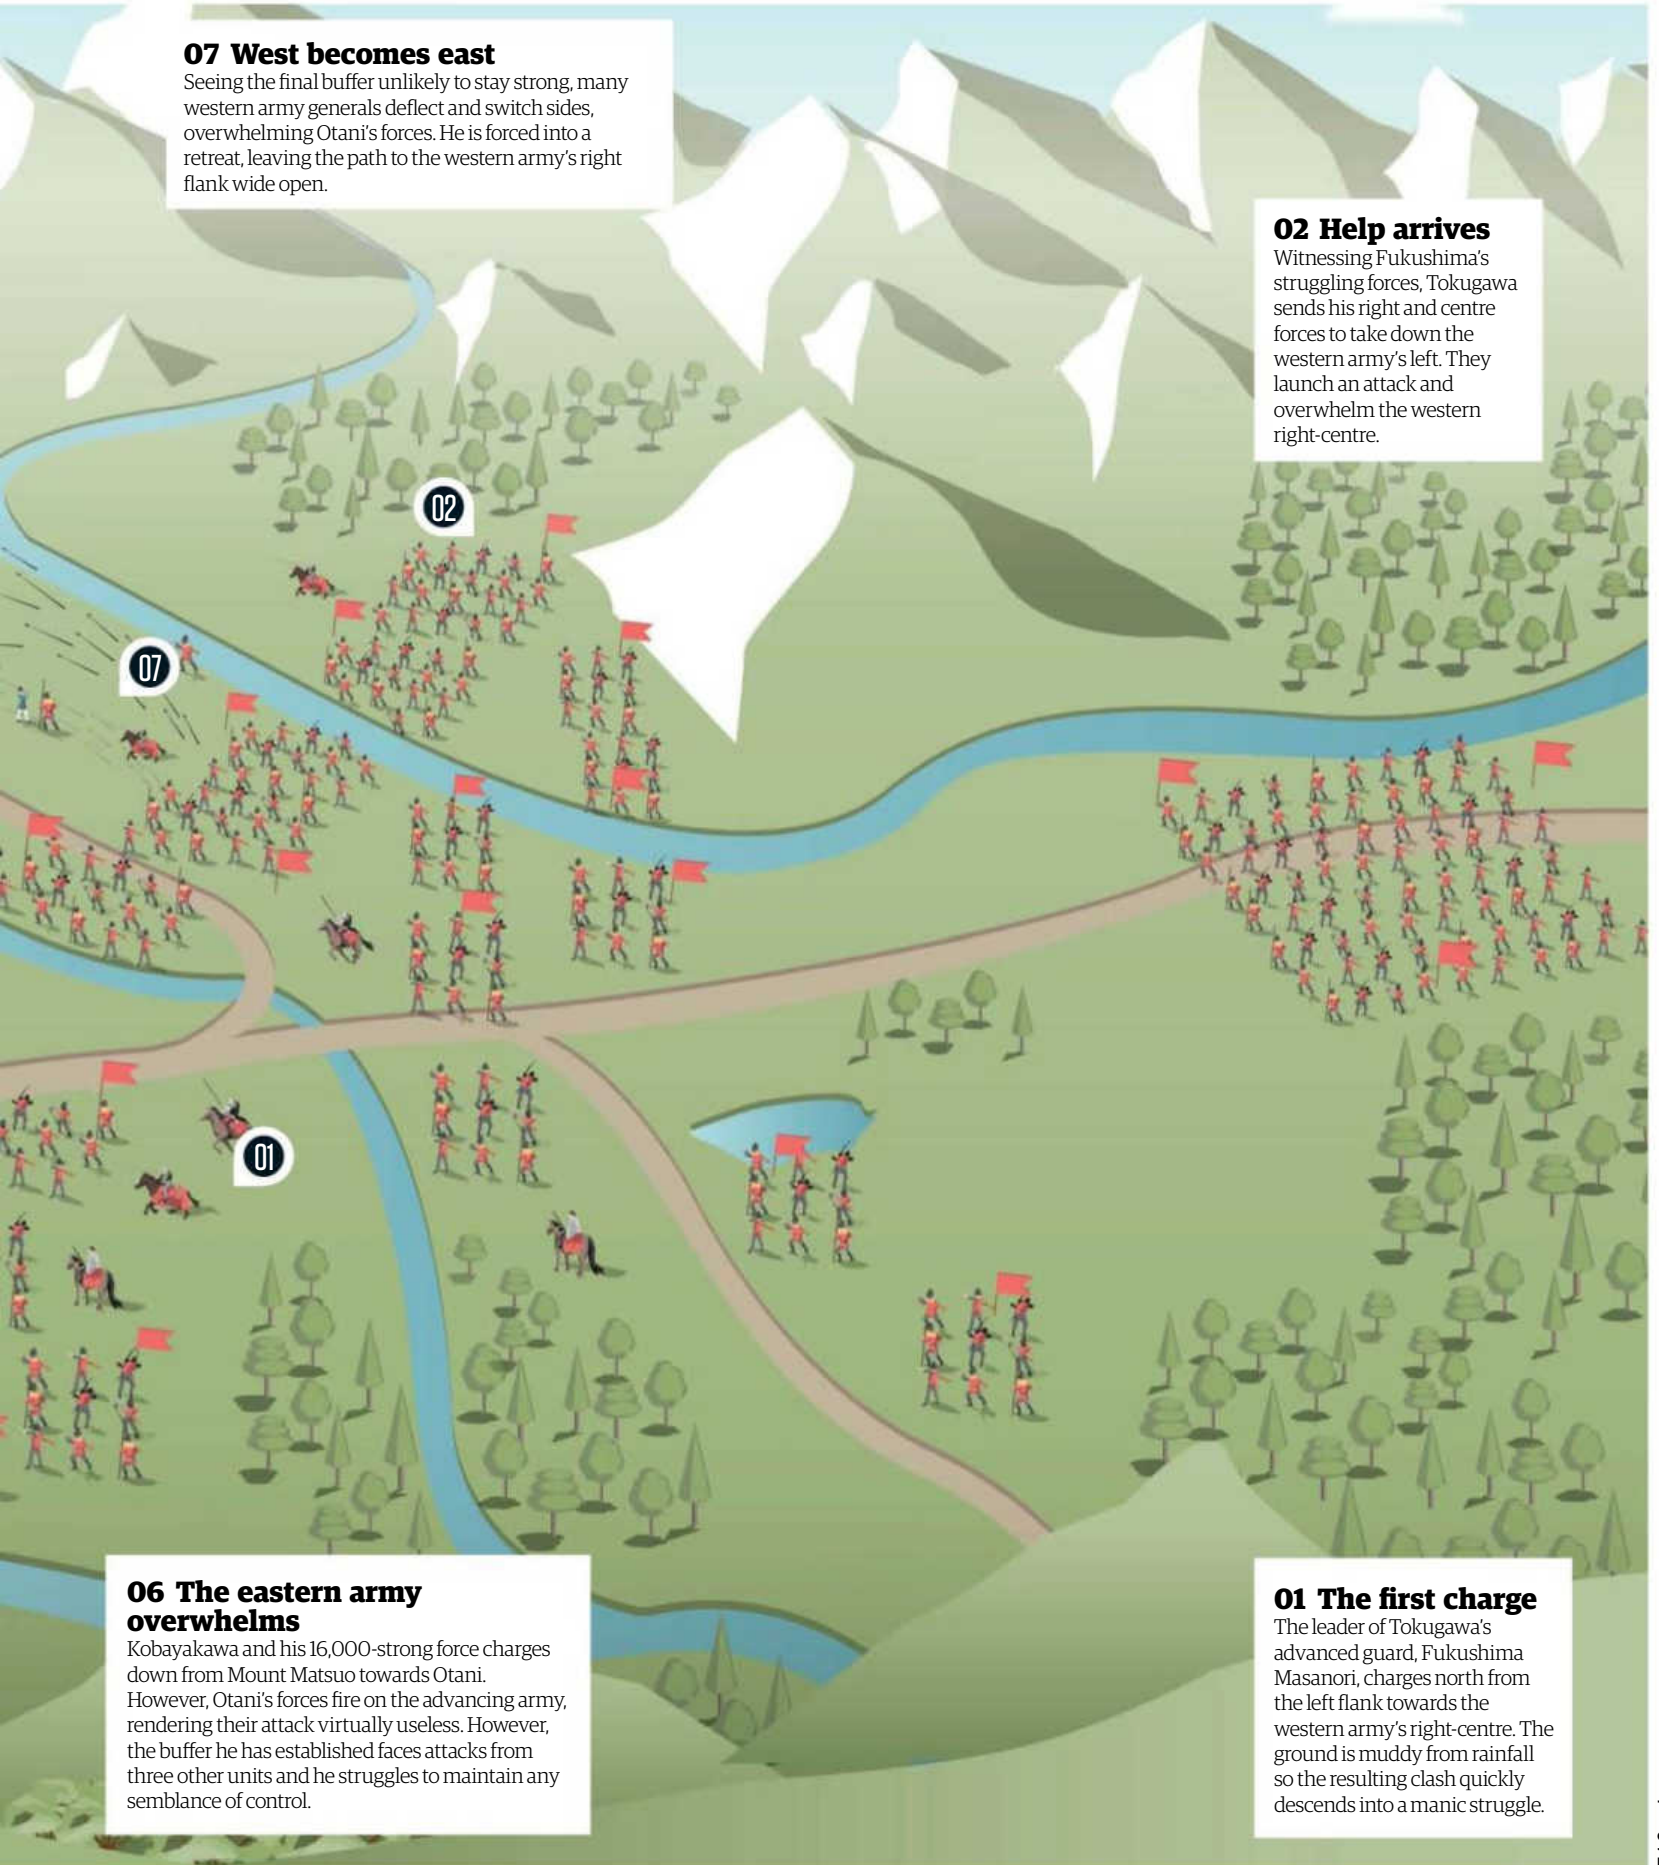 07 West becomes east
Seeing the final buffer unlikely to stay strong, many
western army generals deflect and switch sides,
overwhelming Otani's forces. He is forced into a
retreat, leaving the path to the western army's right
flank wide open.
02 Help arrives
Witnessing Fukushima's
struggling forces, Tokugawa
sends his right and centre
forces to take down the
western army's left. They
launch an attack and
overwhelm the western
right-centre.
02
07
01
06 The eastern army
overwhelms
Kobayakawa and his 16,000-strong force charges
down from Mount Matsuo towards Otani.
However, Otani's forces fire on the advancing army,
rendering their attack virtually useless. However,
the buffer he has established faces attacks from
three other units and he struggles to maintain any
semblance of control.
01 The first charge
The leader of Tokugawa's
advanced guard, Fukushima
Masanori, charges north from
the left flank towards the
western army's right-centre. The
ground is muddy from rainfall
so the resulting clash quickly
descends into a manic struggle.